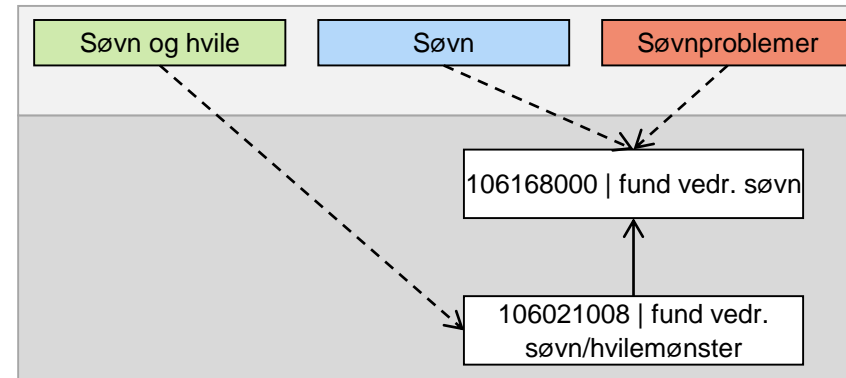 Søvn og hvile
Søvn
Søvnproblemer
106168000 | fund vedr. søvn
106021008 | fund vedr.
søvn/hvilemønster